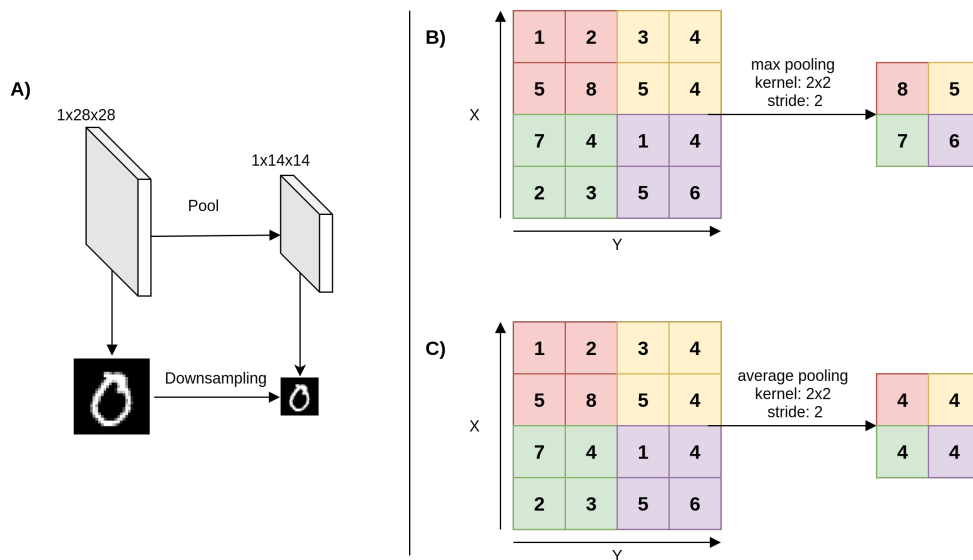 A)
1x28x28
1x14x14
Pool
Downsampling
B)
X
1 2 3 4
5 8 5 4
7 4 1 4
2 3 5 6
Y
max pooling
kernel: 2x2
stride: 2
8 5
7 6
C)
X
1 2 3 4
5 8 5 4
7 4 1 4
2 3 5 6
Y
average pooling
kernel: 2x2
stride: 2
4 4
4 4